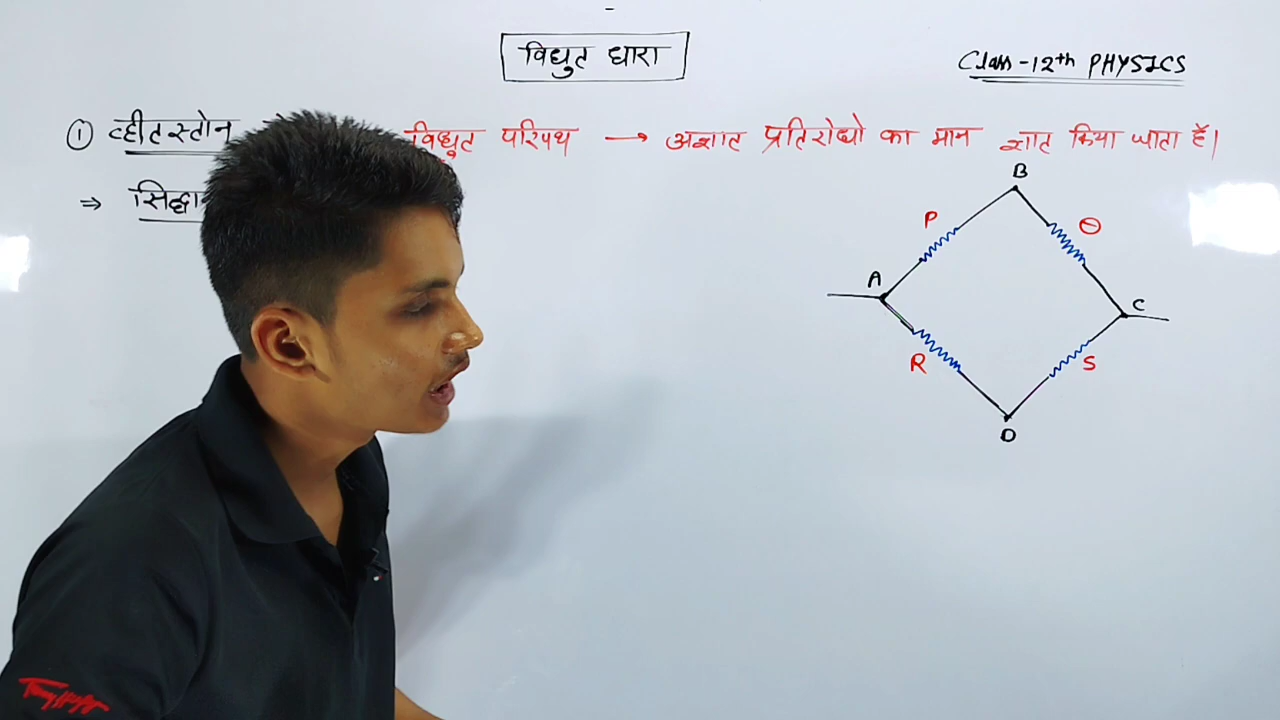 विद्युत धारा
Class-12th PHYSICS
① व्हीटस्टोन विद्युत परिपथ → अज्ञात प्रतिरोधो का मान ज्ञात किया जाता है।
⇒
B
P
Q
A
C
R
S
D